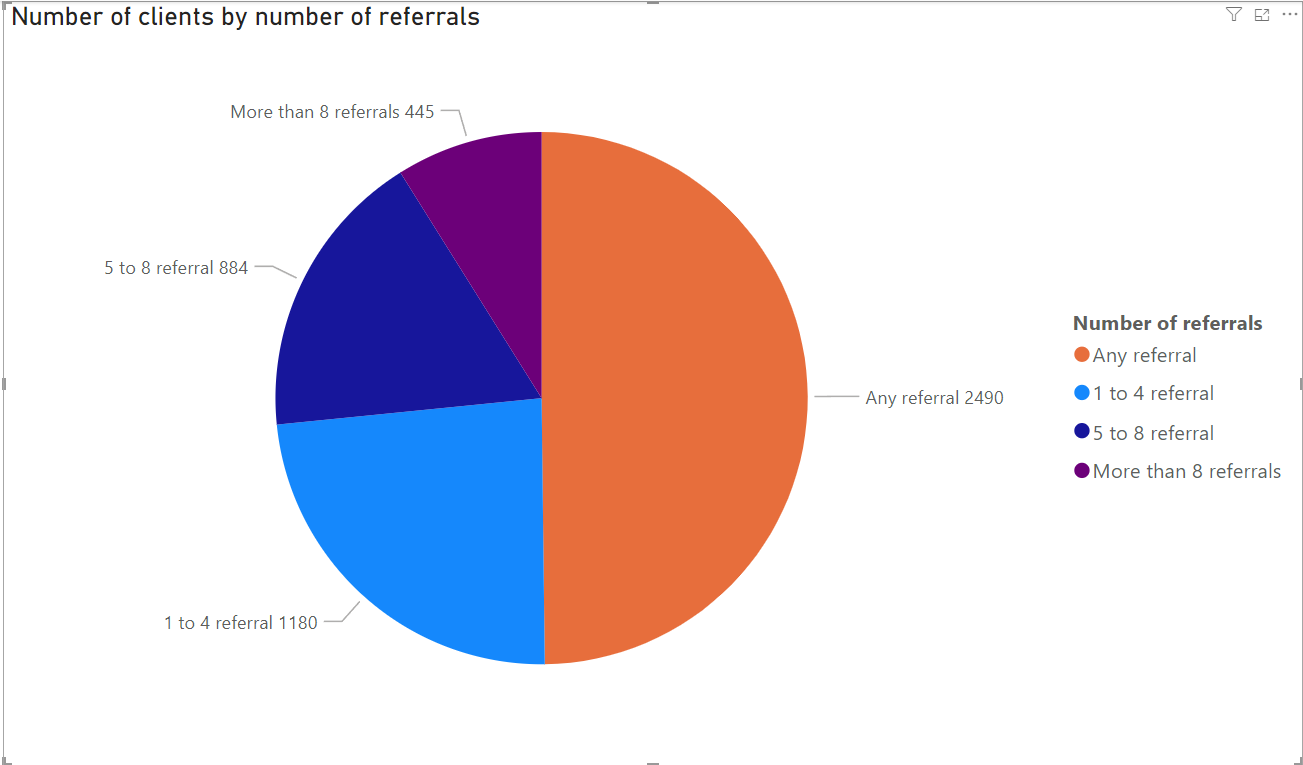 Number of clients by number of referrals
More than 8 referrals 445
5 to 8 referral 884
1 to 4 referral 1180
Any referral 2490
Number of referrals
Any referral
1 to 4 referral
5 to 8 referral
More than 8 referrals